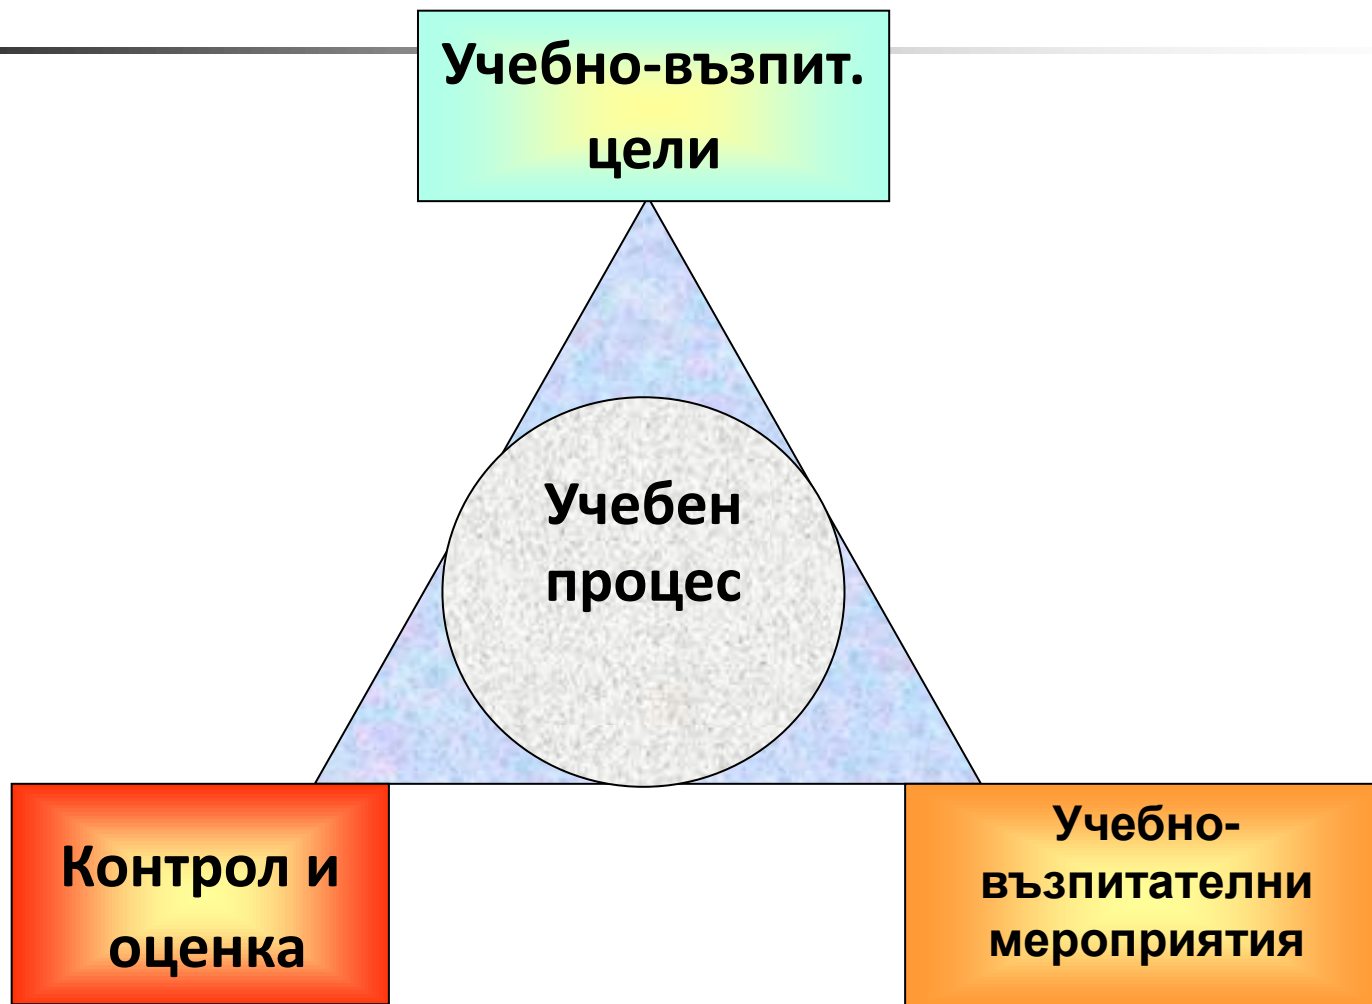 Учебно-възпит.
цели
Учебен
процес
Контрол и
оценка
Учебно-
възпитателни
мероприятия